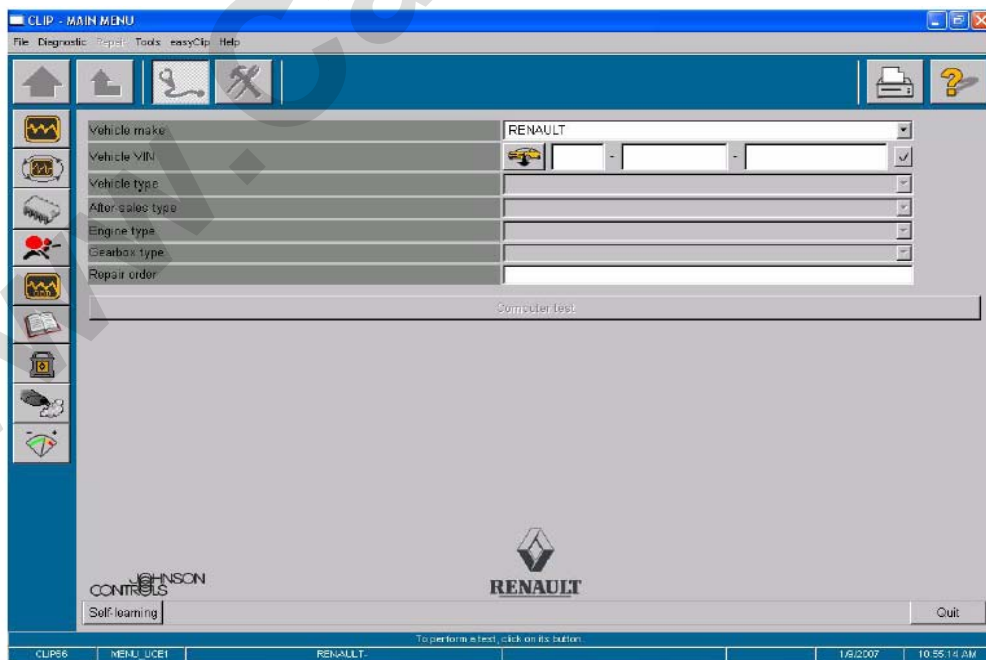 CLIP - MAIN MENU
File Diagnostic Repair Tools easyClip Help
Vehicle make RENAULT
Vehicle VIN - -
Vehicle type
After-sales type
Engine type
Gearbox type
Repair order
Computer test
JOHNSON
CONTROLS
RENAULT
Self-learning Quit
To perform a test, click on its button.
CLIP66 MENU_UCE1 RENAULT- 1/9/2007 10:55:14 AM